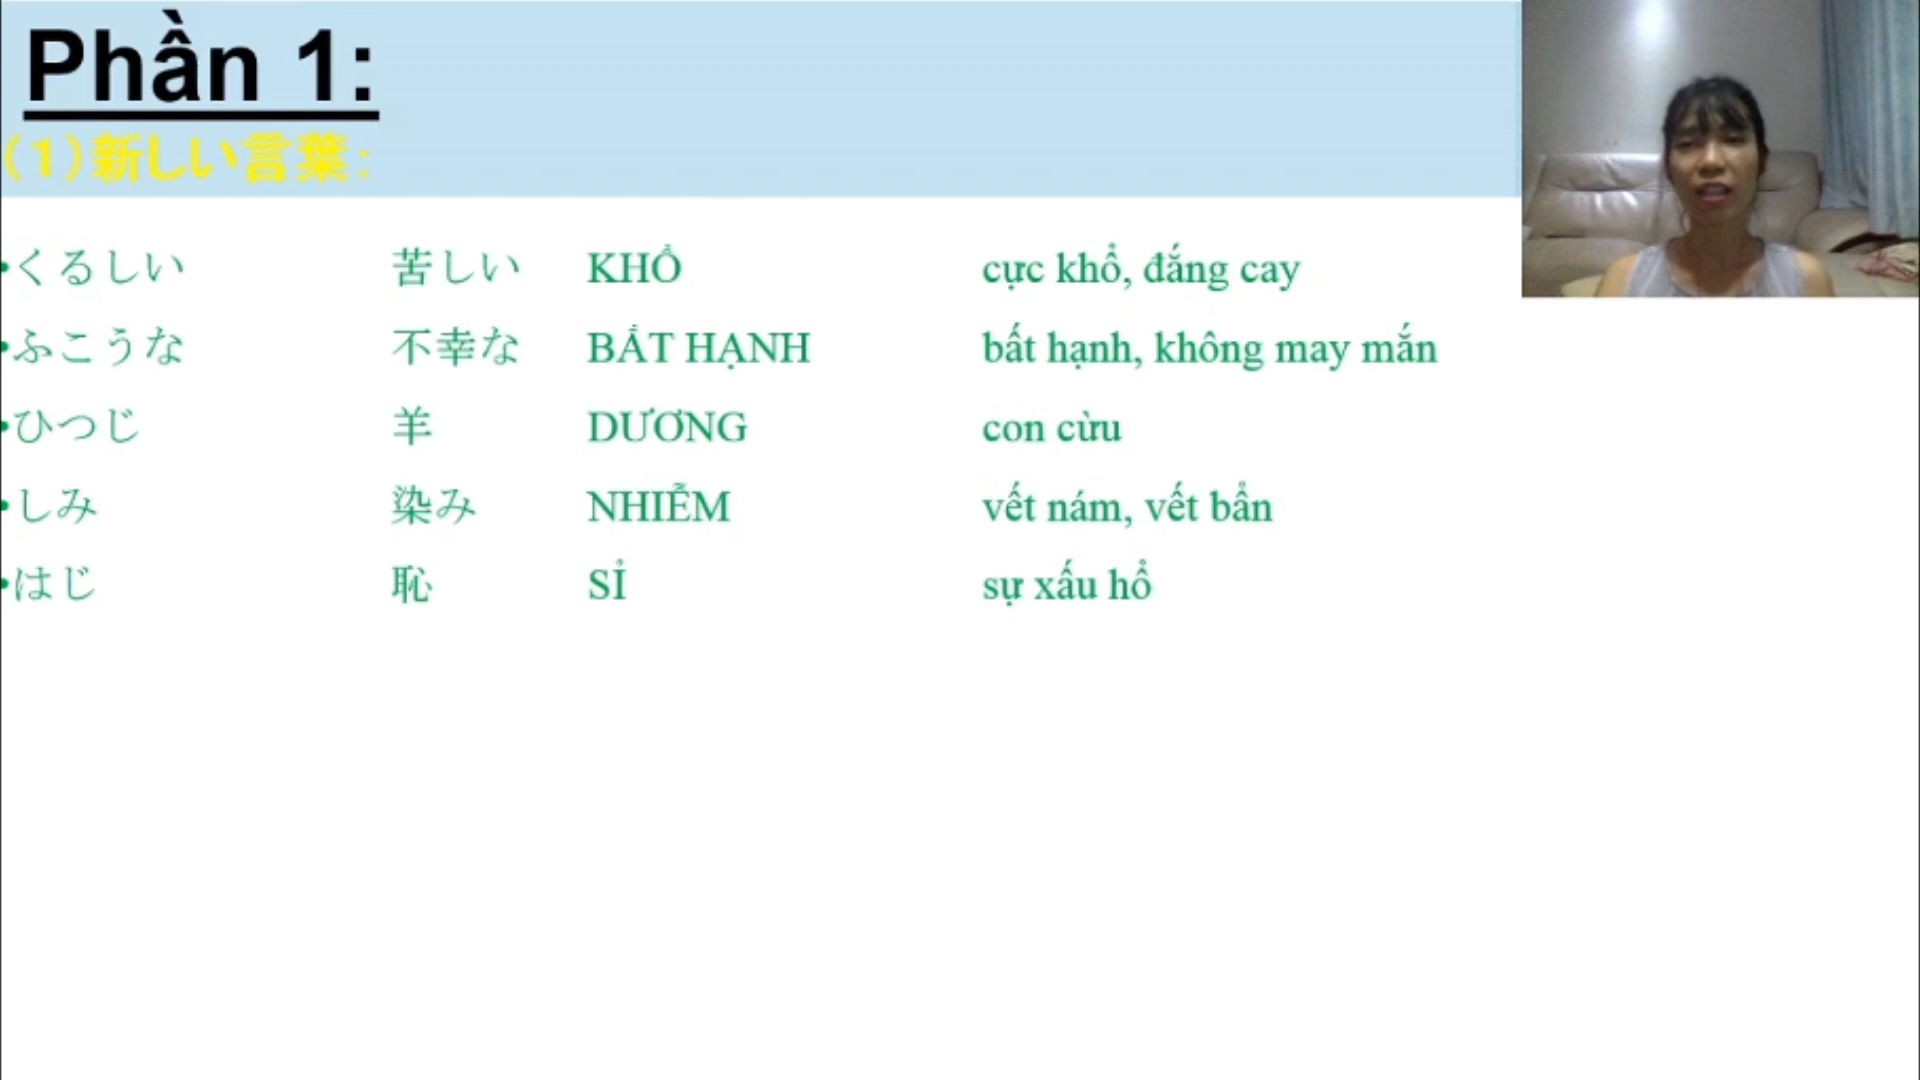 Phần 1:
（1）新しい言葉：
•くるしい 苦しい KHỔ cực khổ, đắng cay
•ふこうな 不幸な BẤT HẠNH bất hạnh, không may mắn
•ひつじ 羊 DƯƠNG con cừu
•しみ 染み NHIỄM vết nám, vết bẩn
•はじ 恥 SỈ sự xấu hổ